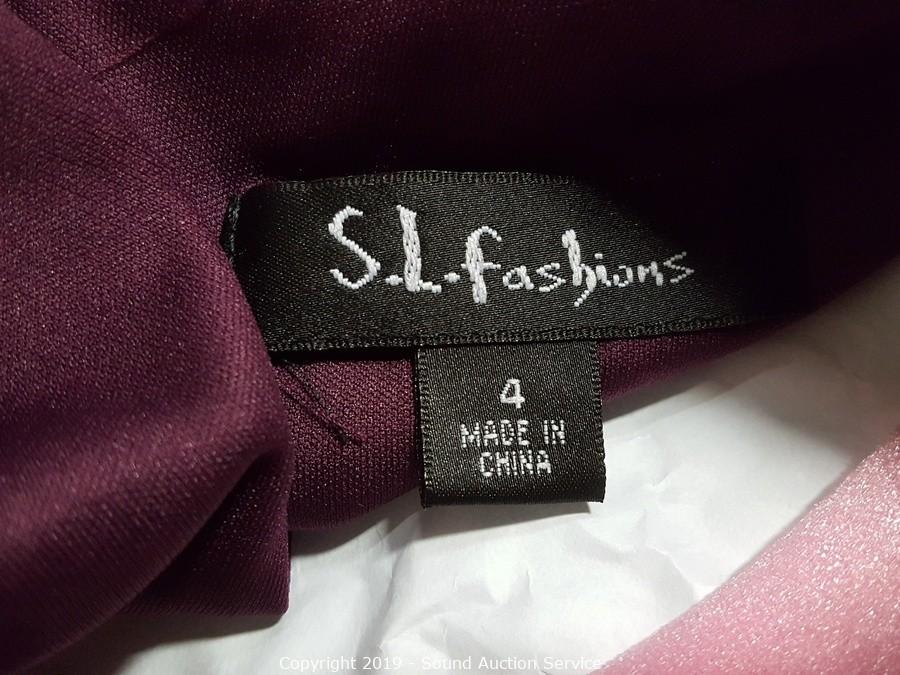 S.L.fashions
4
MADE IN
CHINA
Copyright 2019 - Sound Auction Service